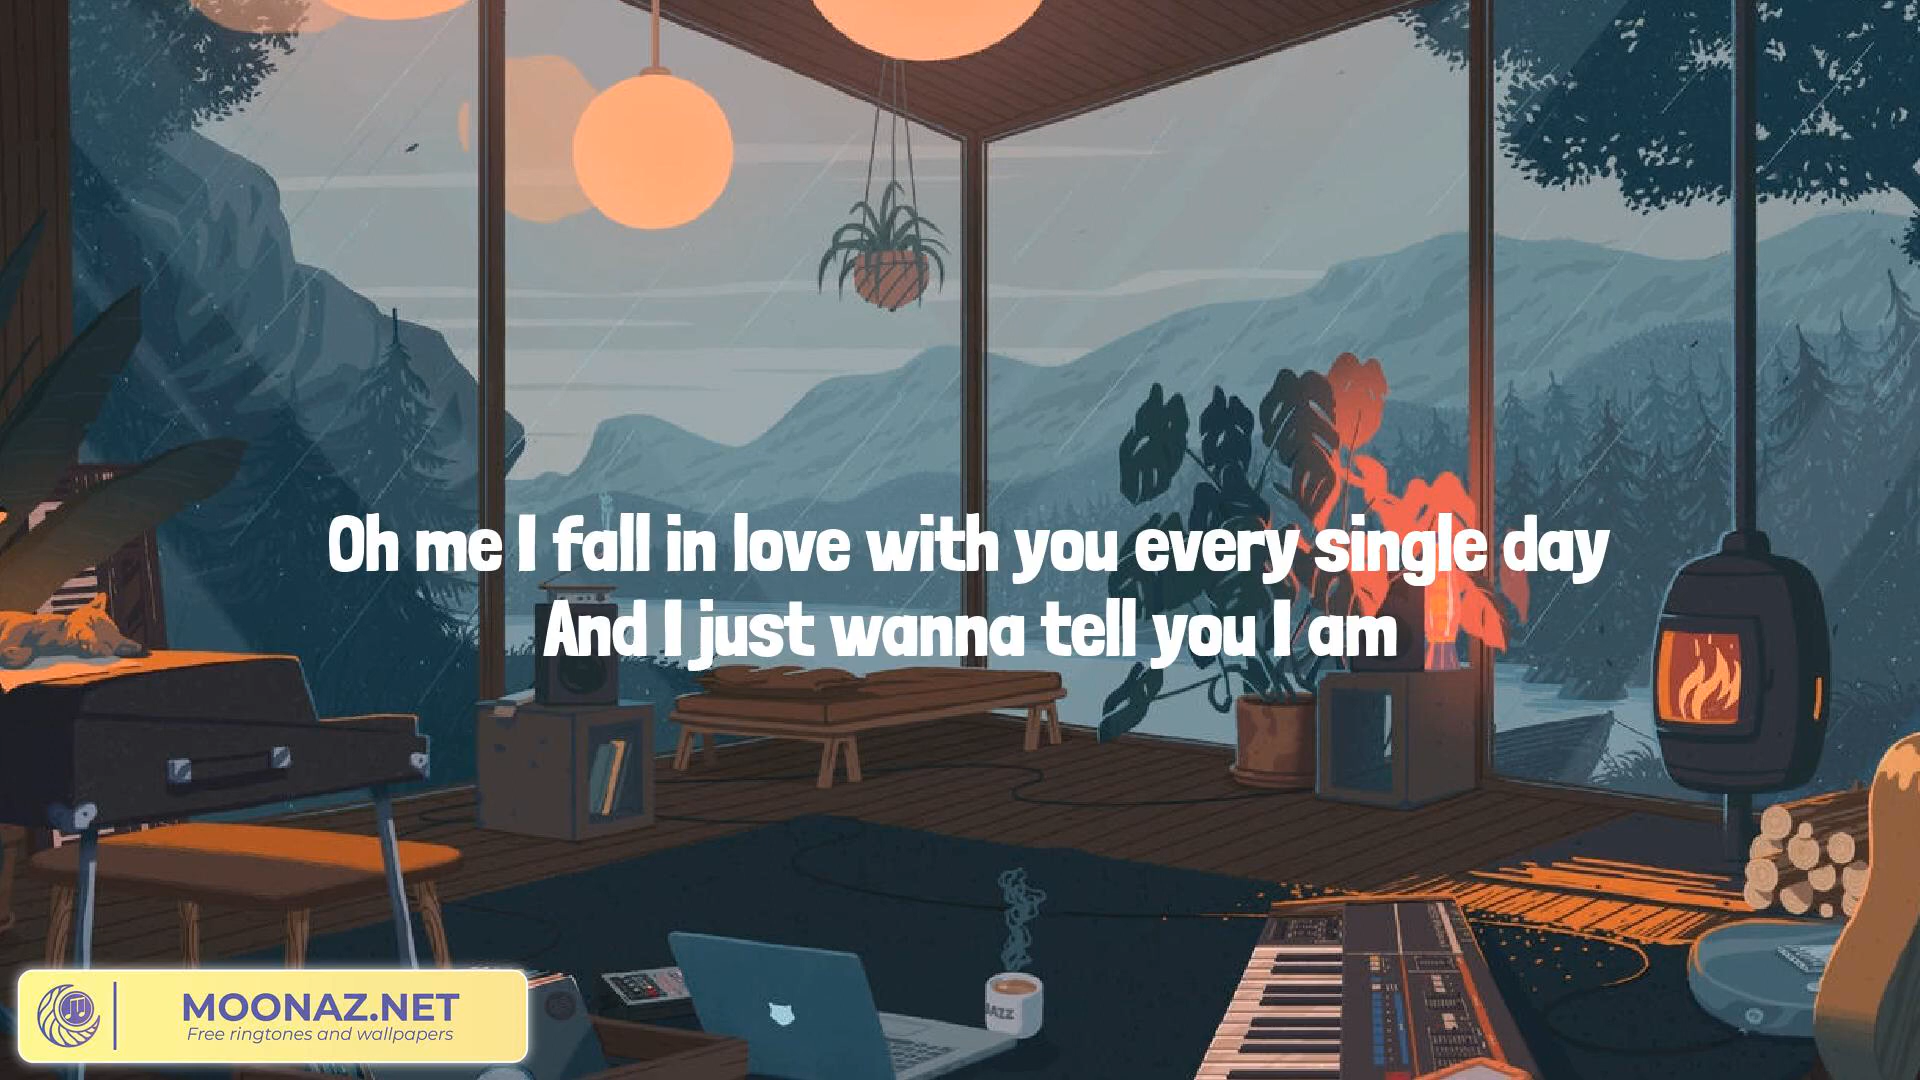 Oh me I fall in love with you every single day
And I just wanna tell you I am
MOONAZ.NET
Free ringtones and wallpapers
JAZZ